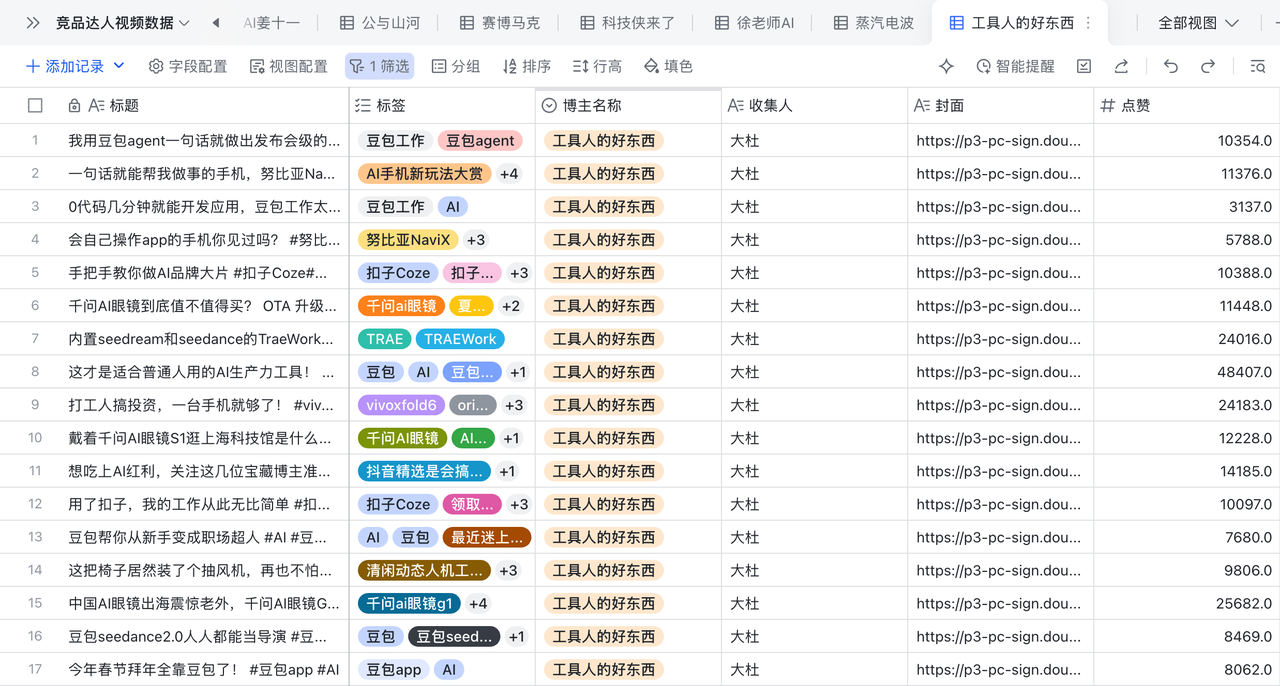 竞品达人视频数据 AI姜十一 公与山河 赛博马克 科技侠来了 徐老师AI 蒸汽电波 工具人的好东西 全部视图
添加记录 字段配置 视图配置 1 筛选 分组 排序 行高 填色 智能提醒
标题 标签 博主名称 收集人 封面 点赞
1 我用豆包agent一句话就做出发布会级的... 豆包工作 豆包agent 工具人的好东西 大杜 https://p3-pc-sign.dou... 10354.0
2 一句话就能帮我做事的手机，努比亚Na... AI手机新玩法大赏 +4 工具人的好东西 大杜 https://p3-pc-sign.dou... 11376.0
3 0代码几分钟就能开发应用，豆包工作太... 豆包工作 AI 工具人的好东西 大杜 https://p3-pc-sign.dou... 3137.0
4 会自己操作app的手机你见过吗？ #努比... 努比亚NaviX +3 工具人的好东西 大杜 https://p3-pc-sign.dou... 5788.0
5 手把手教你做AI品牌大片 #扣子Coze#... 扣子Coze 扣子... +3 工具人的好东西 大杜 https://p3-pc-sign.dou... 10388.0
6 千问AI眼镜到底值不值得买？ OTA 升级... 千问ai眼镜 夏... +2 工具人的好东西 大杜 https://p3-pc-sign.dou... 11448.0
7 内置seedream和seedance的TraeWork... TRAE TRAEWork 工具人的好东西 大杜 https://p3-pc-sign.dou... 24016.0
8 这才是适合普通人用的AI生产力工具！ ... 豆包 AI 豆包... +1 工具人的好东西 大杜 https://p3-pc-sign.dou... 48407.0
9 打工人搞投资，一台手机就够了！ #viv... vivoxfold6 ori... +3 工具人的好东西 大杜 https://p3-pc-sign.dou... 24183.0
10 戴着千问AI眼镜S1逛上海科技馆是什么... 千问AI眼镜 AI... +1 工具人的好东西 大杜 https://p3-pc-sign.dou... 12228.0
11 想吃上AI红利，关注这几位宝藏博主准... 抖音精选是会搞... +1 工具人的好东西 大杜 https://p3-pc-sign.dou... 14185.0
12 用了扣子，我的工作从此无比简单 #扣... 扣子Coze 领取... +3 工具人的好东西 大杜 https://p3-pc-sign.dou... 10097.0
13 豆包帮你从新手变成职场超人 #AI #豆... AI 豆包 最近迷上... 工具人的好东西 大杜 https://p3-pc-sign.dou... 7680.0
14 这把椅子居然装了个抽风机，再也不怕... 清闲动态人机工... +3 工具人的好东西 大杜 https://p3-pc-sign.dou... 9806.0
15 中国AI眼镜出海震惊老外，千问AI眼镜G... 千问ai眼镜g1 +4 工具人的好东西 大杜 https://p3-pc-sign.dou... 25682.0
16 豆包seedance2.0人人都能当导演 #豆... 豆包 豆包seed... +1 工具人的好东西 大杜 https://p3-pc-sign.dou... 8469.0
17 今年春节拜年全靠豆包了！ #豆包app #AI 豆包app AI 工具人的好东西 大杜 https://p3-pc-sign.dou... 8062.0